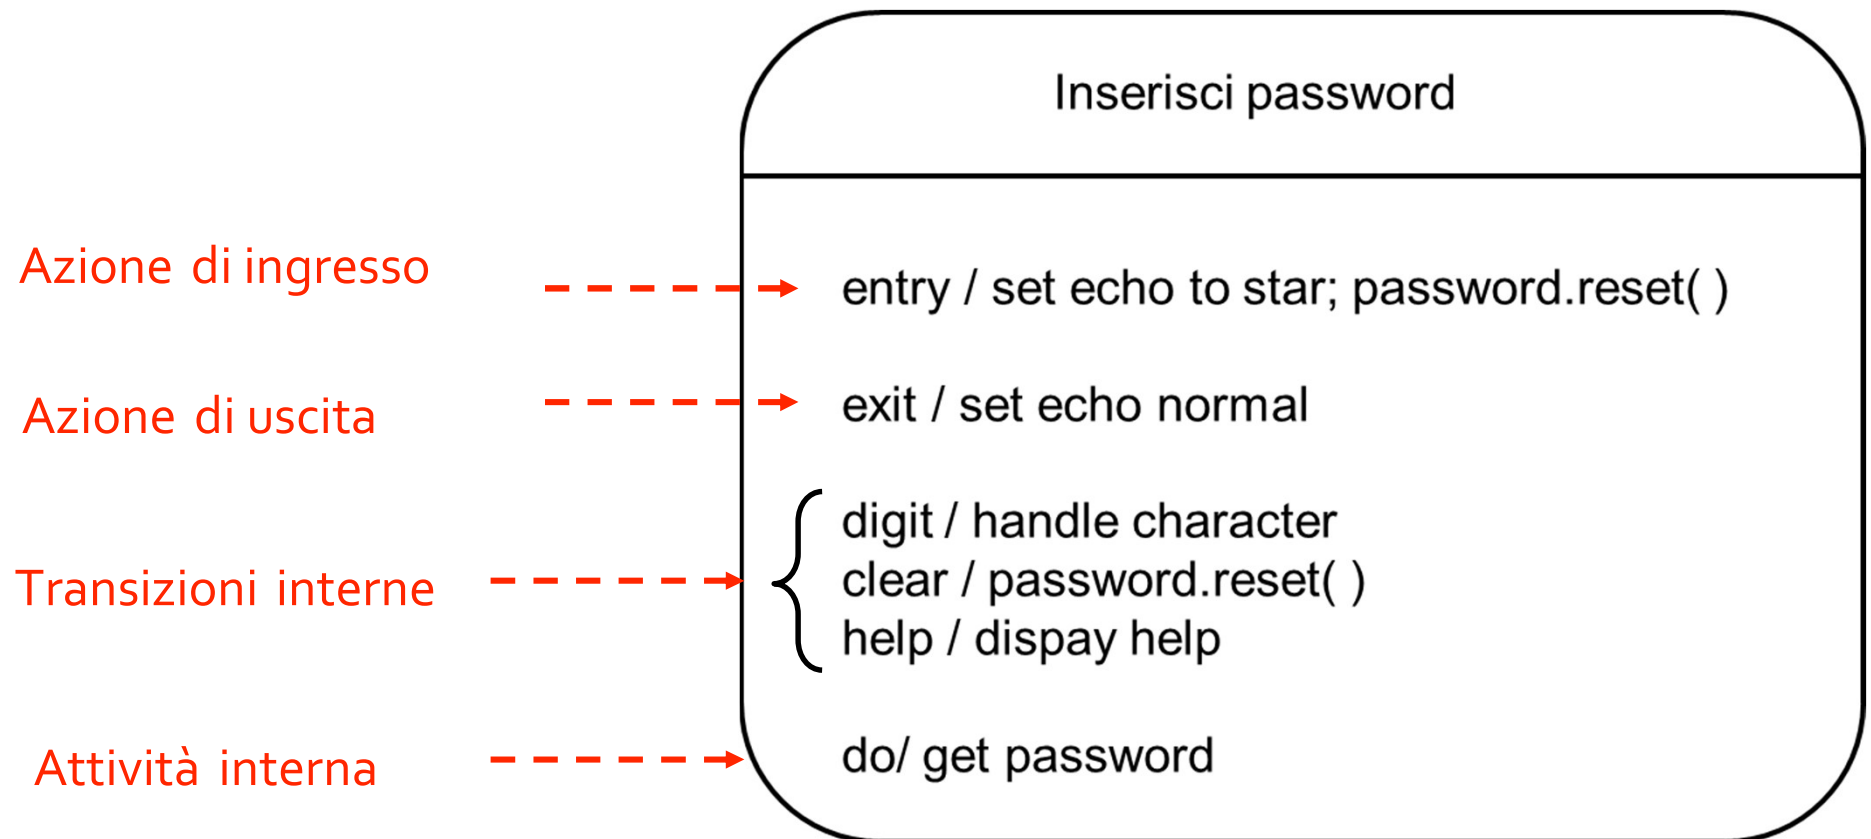 Inserisci password
Azione di ingresso
entry / set echo to star; password.reset( )
Azione di uscita
exit / set echo normal
Transizioni interne
digit / handle character
clear / password.reset( )
help / dispay help
Attività interna
do/ get password